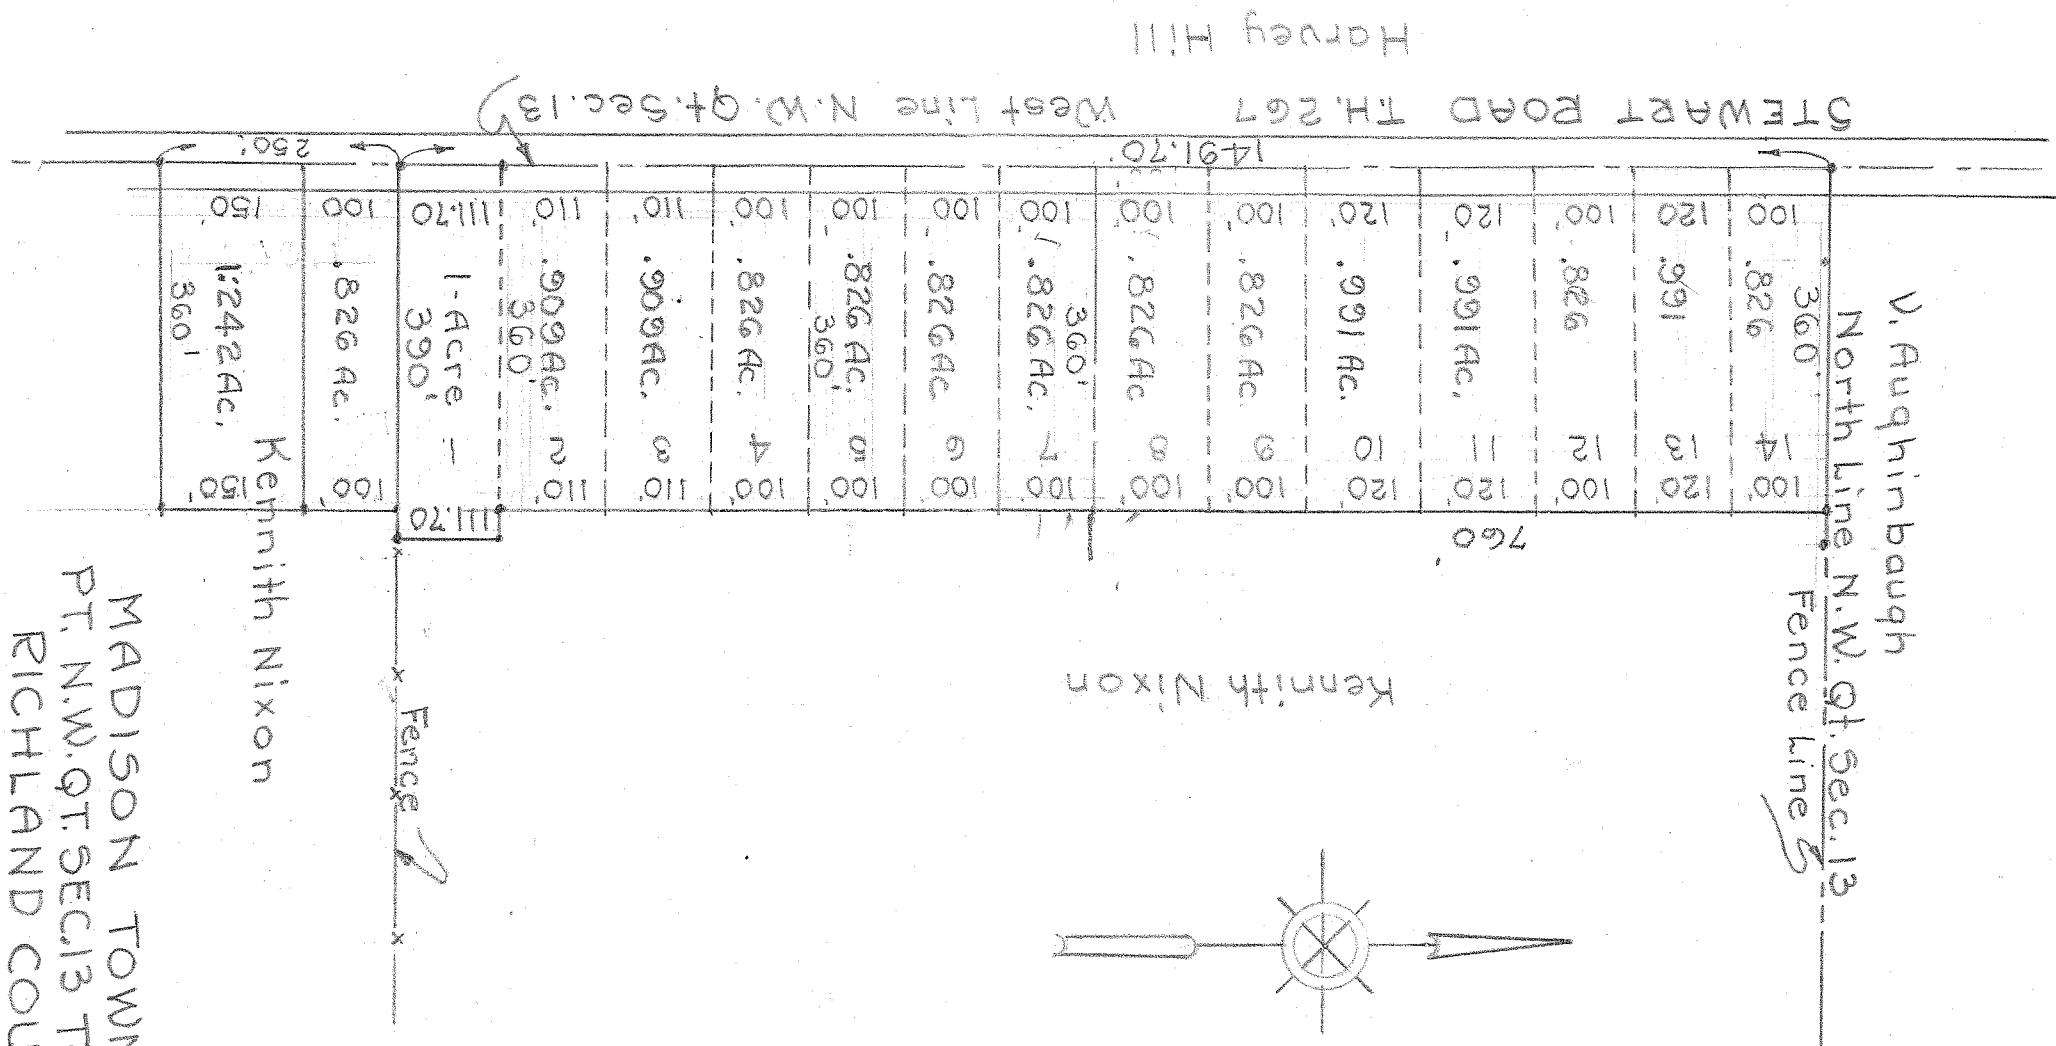 Harvey Hill
STEWART ROAD T.H. 267 West Line N.W. Qt. Sec. 13
1491.70'
250'
100' 120 100' 120' 120' 100' 100' 100' 100' 100' 100' 110' 110' 111.70 100 150'
.826
.991
.826
.991 Ac.
.991 Ac.
.826 Ac.
.826 Ac
.826 Ac.
.826 Ac
.826 Ac.
.826 Ac.
.909 Ac.
.909 Ac.
1-Acre
.826 Ac.
1.242 Ac.
360'
360'
360'
360'
390'
360'
14 13 12 11 10 9 8 7 6 5 4 3 2 1
100' 120' 100' 120' 120' 100' 100' 100' 100' 100' 100' 110' 110' 111.70 100' 150'
760'
V. Aughinbaugh
North Line N.W. Qt. Sec. 13
Fence Line
Kennith Nixon
Fence
Kennith Nixon
MADISON TOWN
PT. N.W. QT. SEC. 13 T
RICHLAND COU